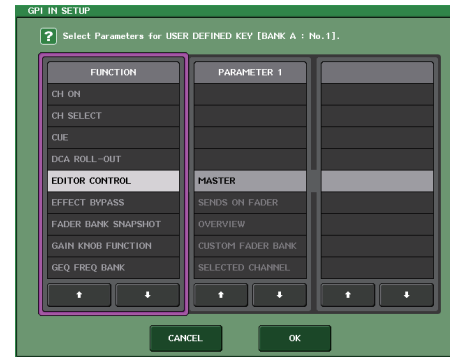 GPI IN SETUP
? Select Parameters for USER DEFINED KEY [BANK A : No.1].
FUNCTION
CH ON
CH SELECT
CUE
DCA ROLL-OUT
EDITOR CONTROL
EFFECT BYPASS
FADER BANK SNAPSHOT
GAIN KNOB FUNCTION
GEQ FREQ BANK
PARAMETER 1
MASTER
SENDS ON FADER
OVERVIEW
CUSTOM FADER BANK
SELECTED CHANNEL
CANCEL
OK